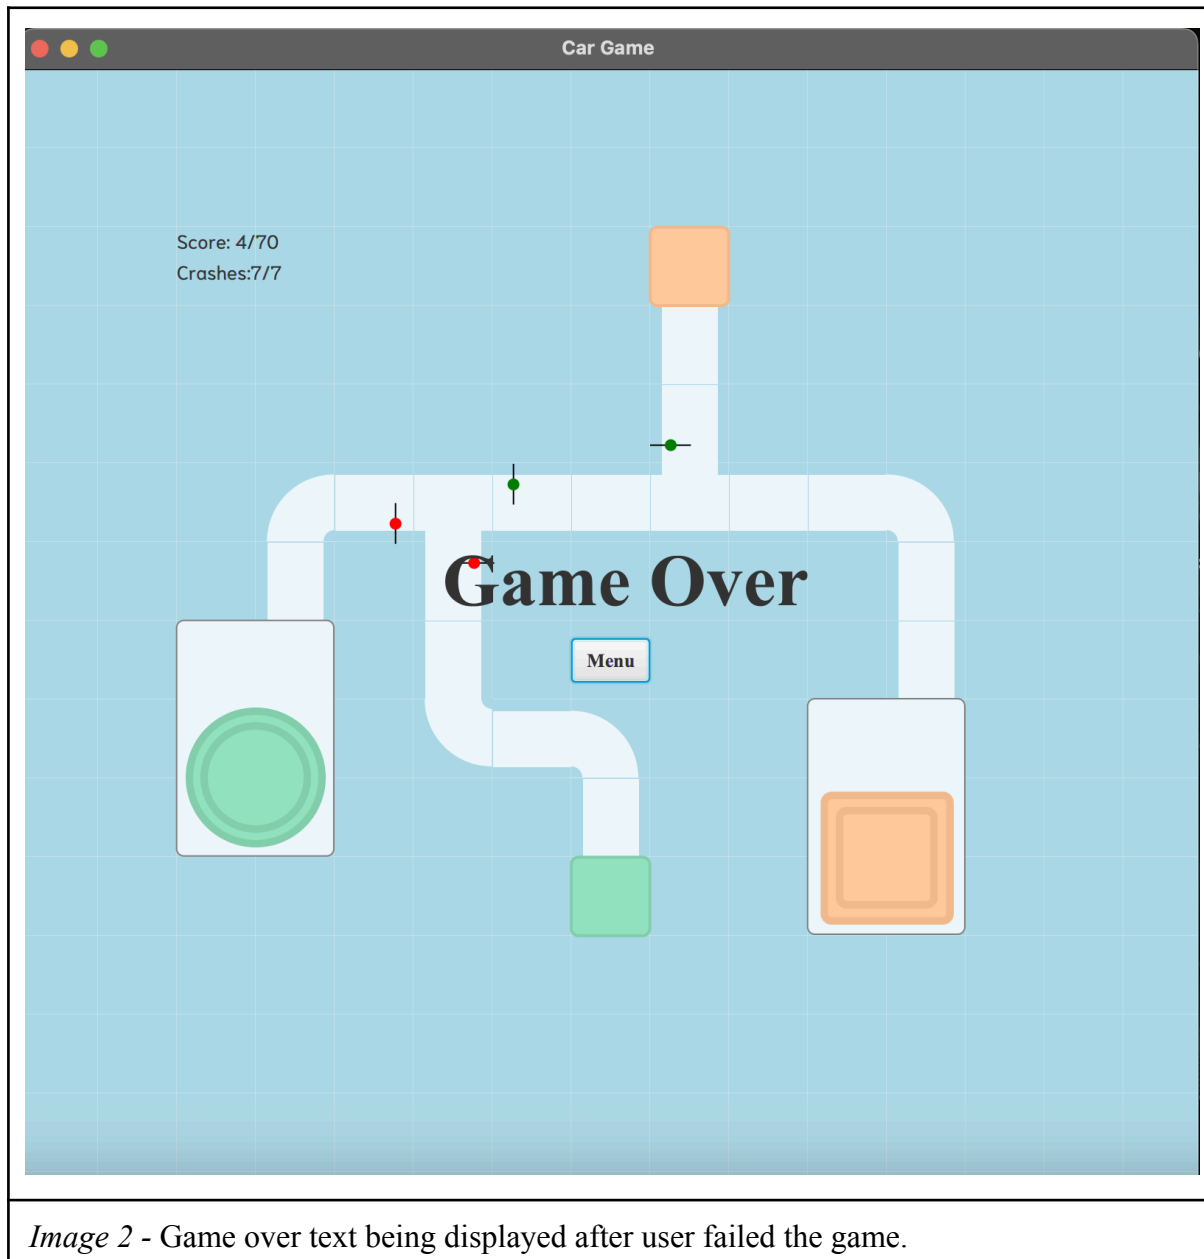 Car Game
Score: 4/70
Crashes:7/7
Game Over
Menu
Image 2 - Game over text being displayed after user failed the game.